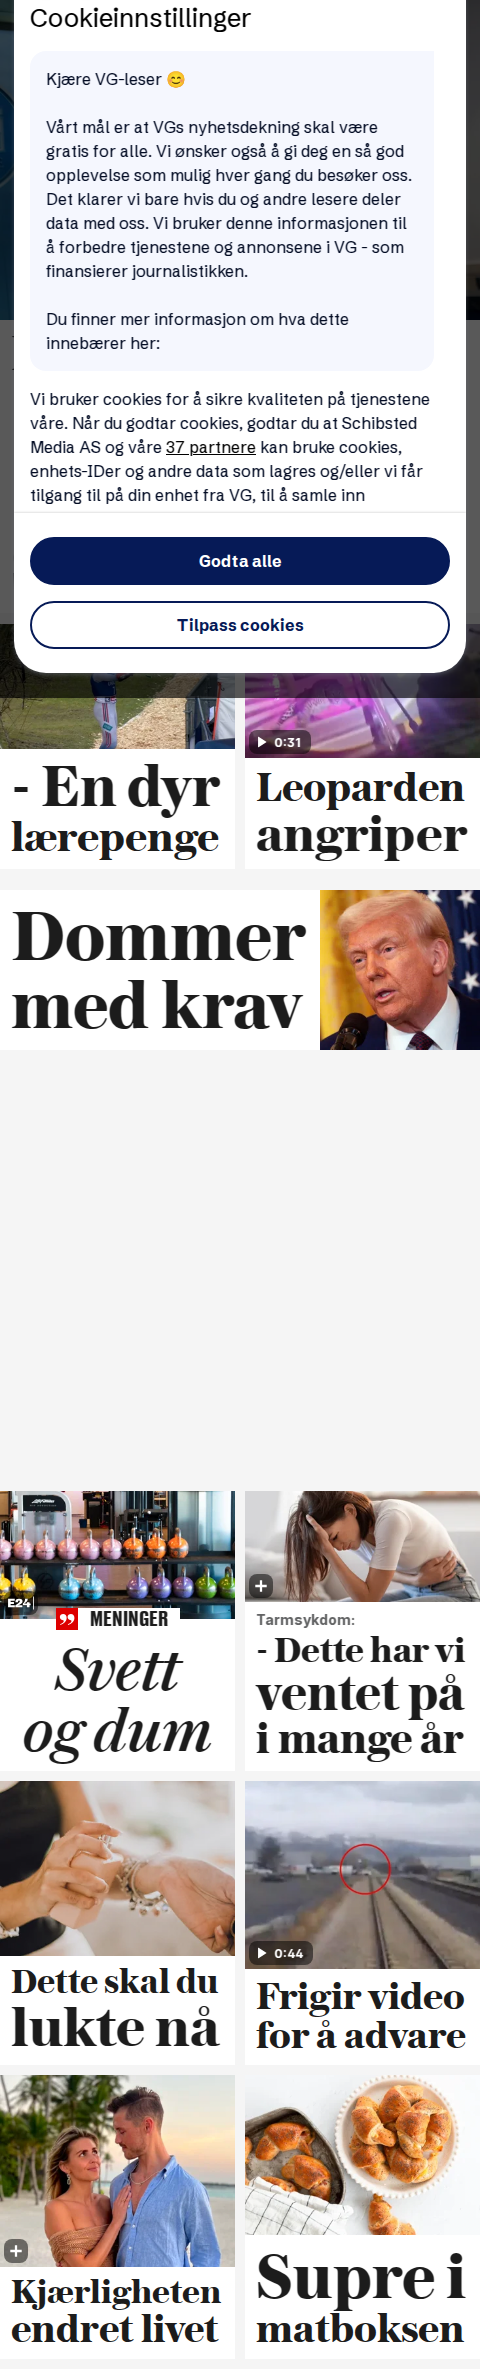 Cookieinnstillinger
Kjære VG-leser 😊
Vårt mål er at VGs nyhetsdekning skal være
gratis for alle. Vi ønsker også å gi deg en så god
opplevelse som mulig hver gang du besøker oss.
Det klarer vi bare hvis du og andre lesere deler
data med oss. Vi bruker denne informasjonen til
å forbedre tjenestene og annonsene i VG - som
finansierer journalistikken.
Du finner mer informasjon om hva dette
innebærer her:
Vi bruker cookies for å sikre kvaliteten på tjenestene
våre. Når du godtar cookies, godtar du at Schibsted
Media AS og våre 37 partnere kan bruke cookies,
enhets-IDer og andre data som lagres og/eller vi får
tilgang til på din enhet fra VG, til å samle inn
Godta alle
Tilpass cookies
- En dyr
lærepenge
0:31
Leoparden
angriper
Dommer
med krav
E24
MENINGER
Svett
og dum
Tarmsykdom:
- Dette har vi
ventet på
i mange år
Dette skal du
lukte nå
0:44
Frigir video
for å advare
Kjærligheten
endret livet
Supre i
matboksen